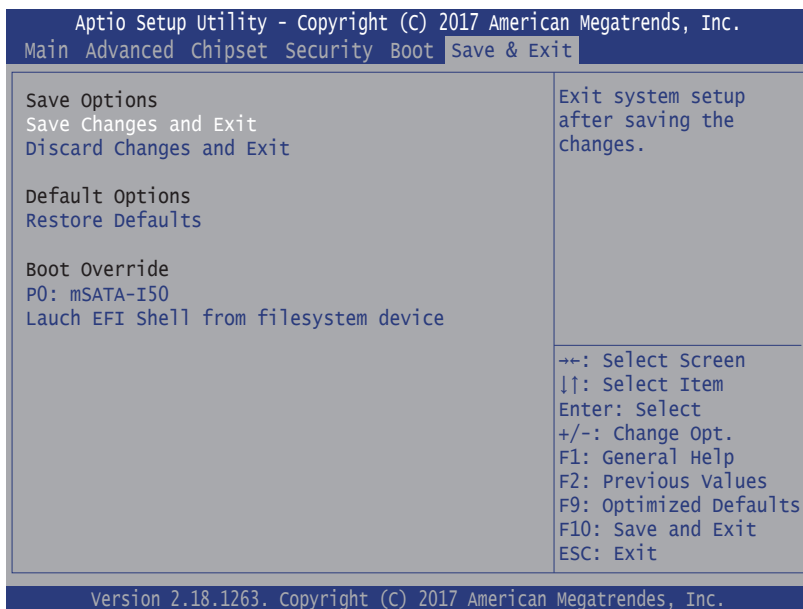 Aptio Setup Utility - Copyright (C) 2017 American Megatrends, Inc.
Main Advanced Chipset Security Boot Save & Exit
Save Options
Save Changes and Exit
Discard Changes and Exit
Default Options
Restore Defaults
Boot Override
P0: mSATA-I50
Lauch EFI Shell from filesystem device
Exit system setup
after saving the
changes.
→←: Select Screen
↓↑: Select Item
Enter: Select
+/-: Change Opt.
F1: General Help
F2: Previous Values
F9: Optimized Defaults
F10: Save and Exit
ESC: Exit
Version 2.18.1263. Copyright (C) 2017 American Megatrendes, Inc.